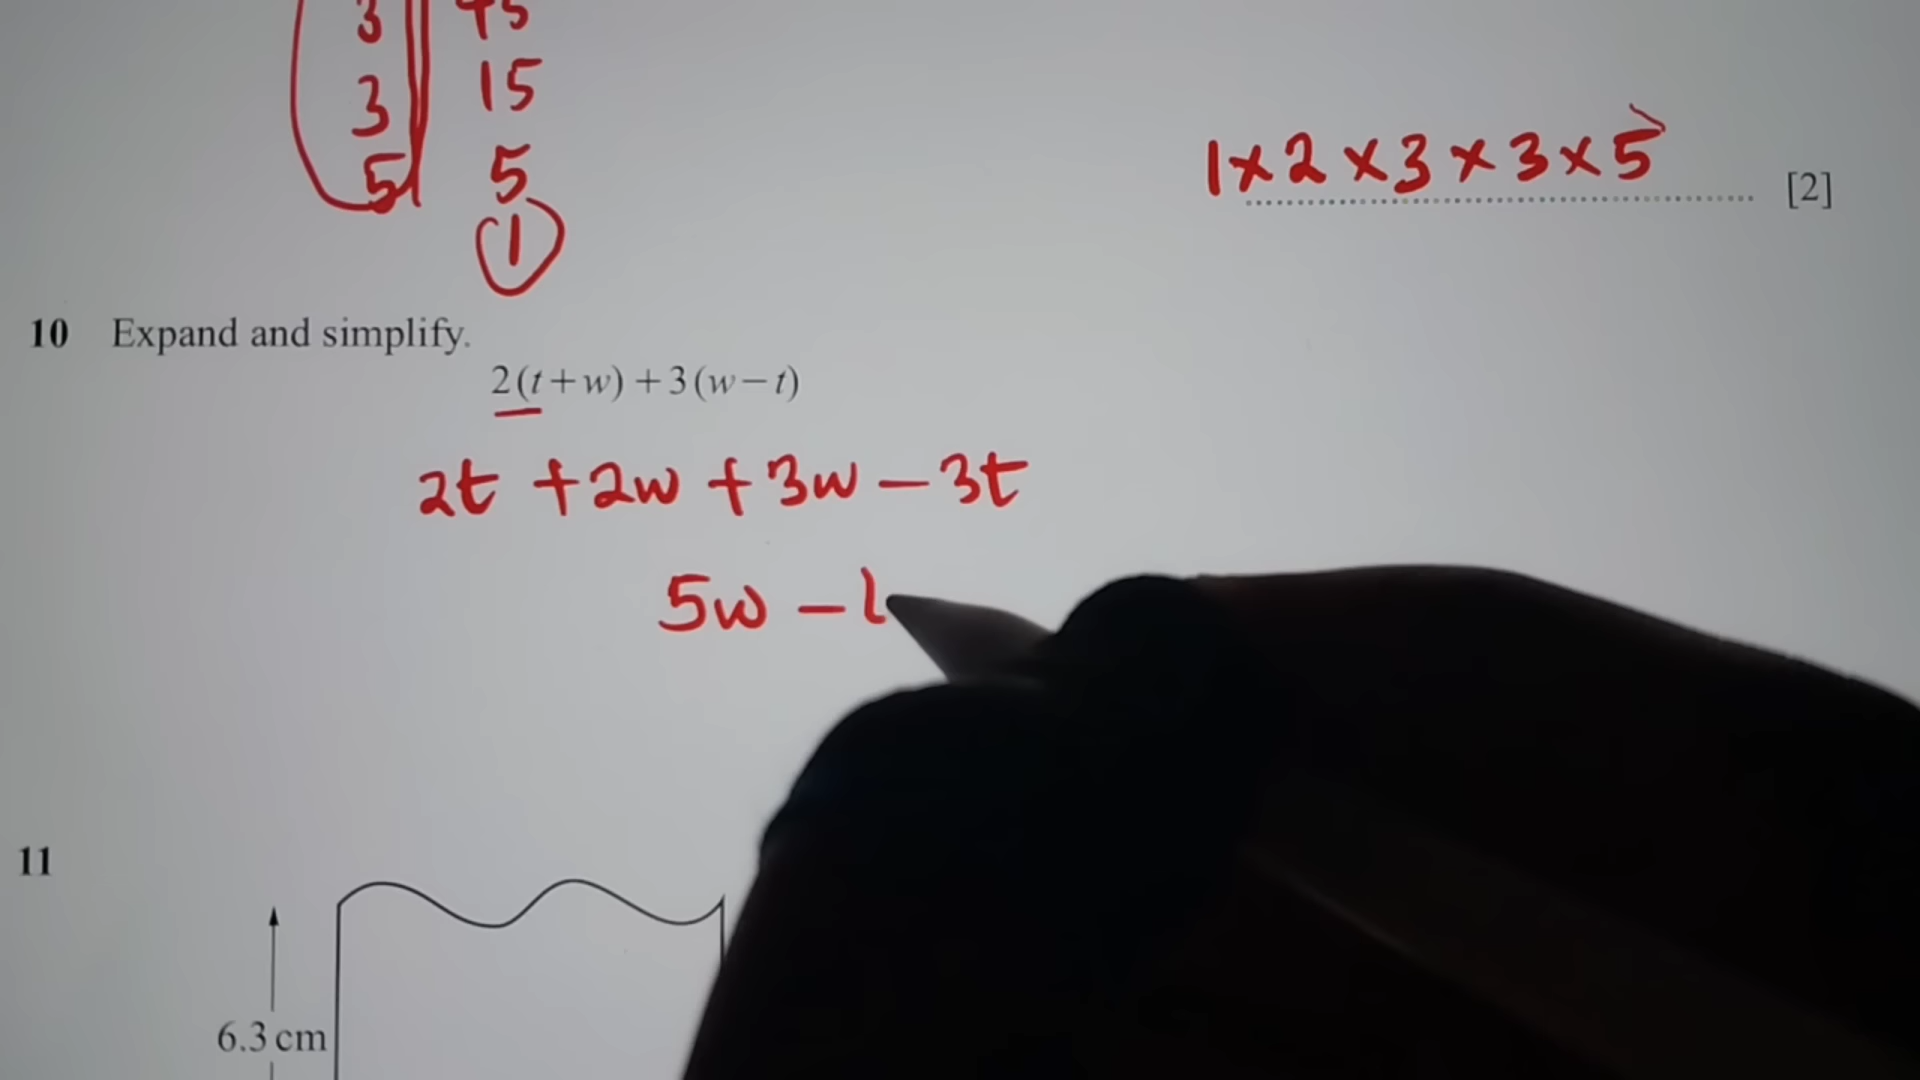 3 45
3 15
5 5
1
1×2×3×3×5
[2]
10 Expand and simplify.
2(t+w)+3(w−t)
2t +2w +3w −3t
5w −
11
6.3 cm